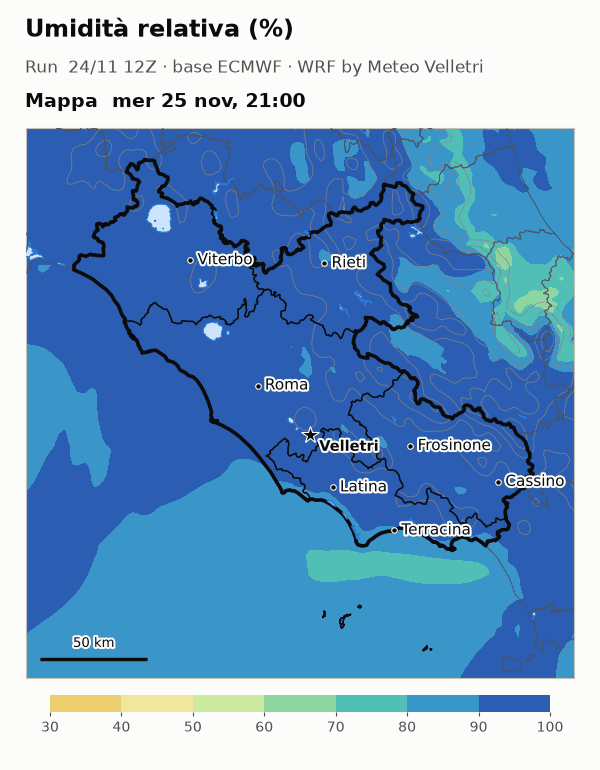 Umidità relativa (%)
Run  24/11 12Z · base ECMWF · WRF by Meteo Velletri
Mappa  mer 25 nov, 21:00
Viterbo
Rieti
Roma
Velletri
Frosinone
Cassino
Latina
Terracina
50 km
30 40 50 60 70 80 90 100